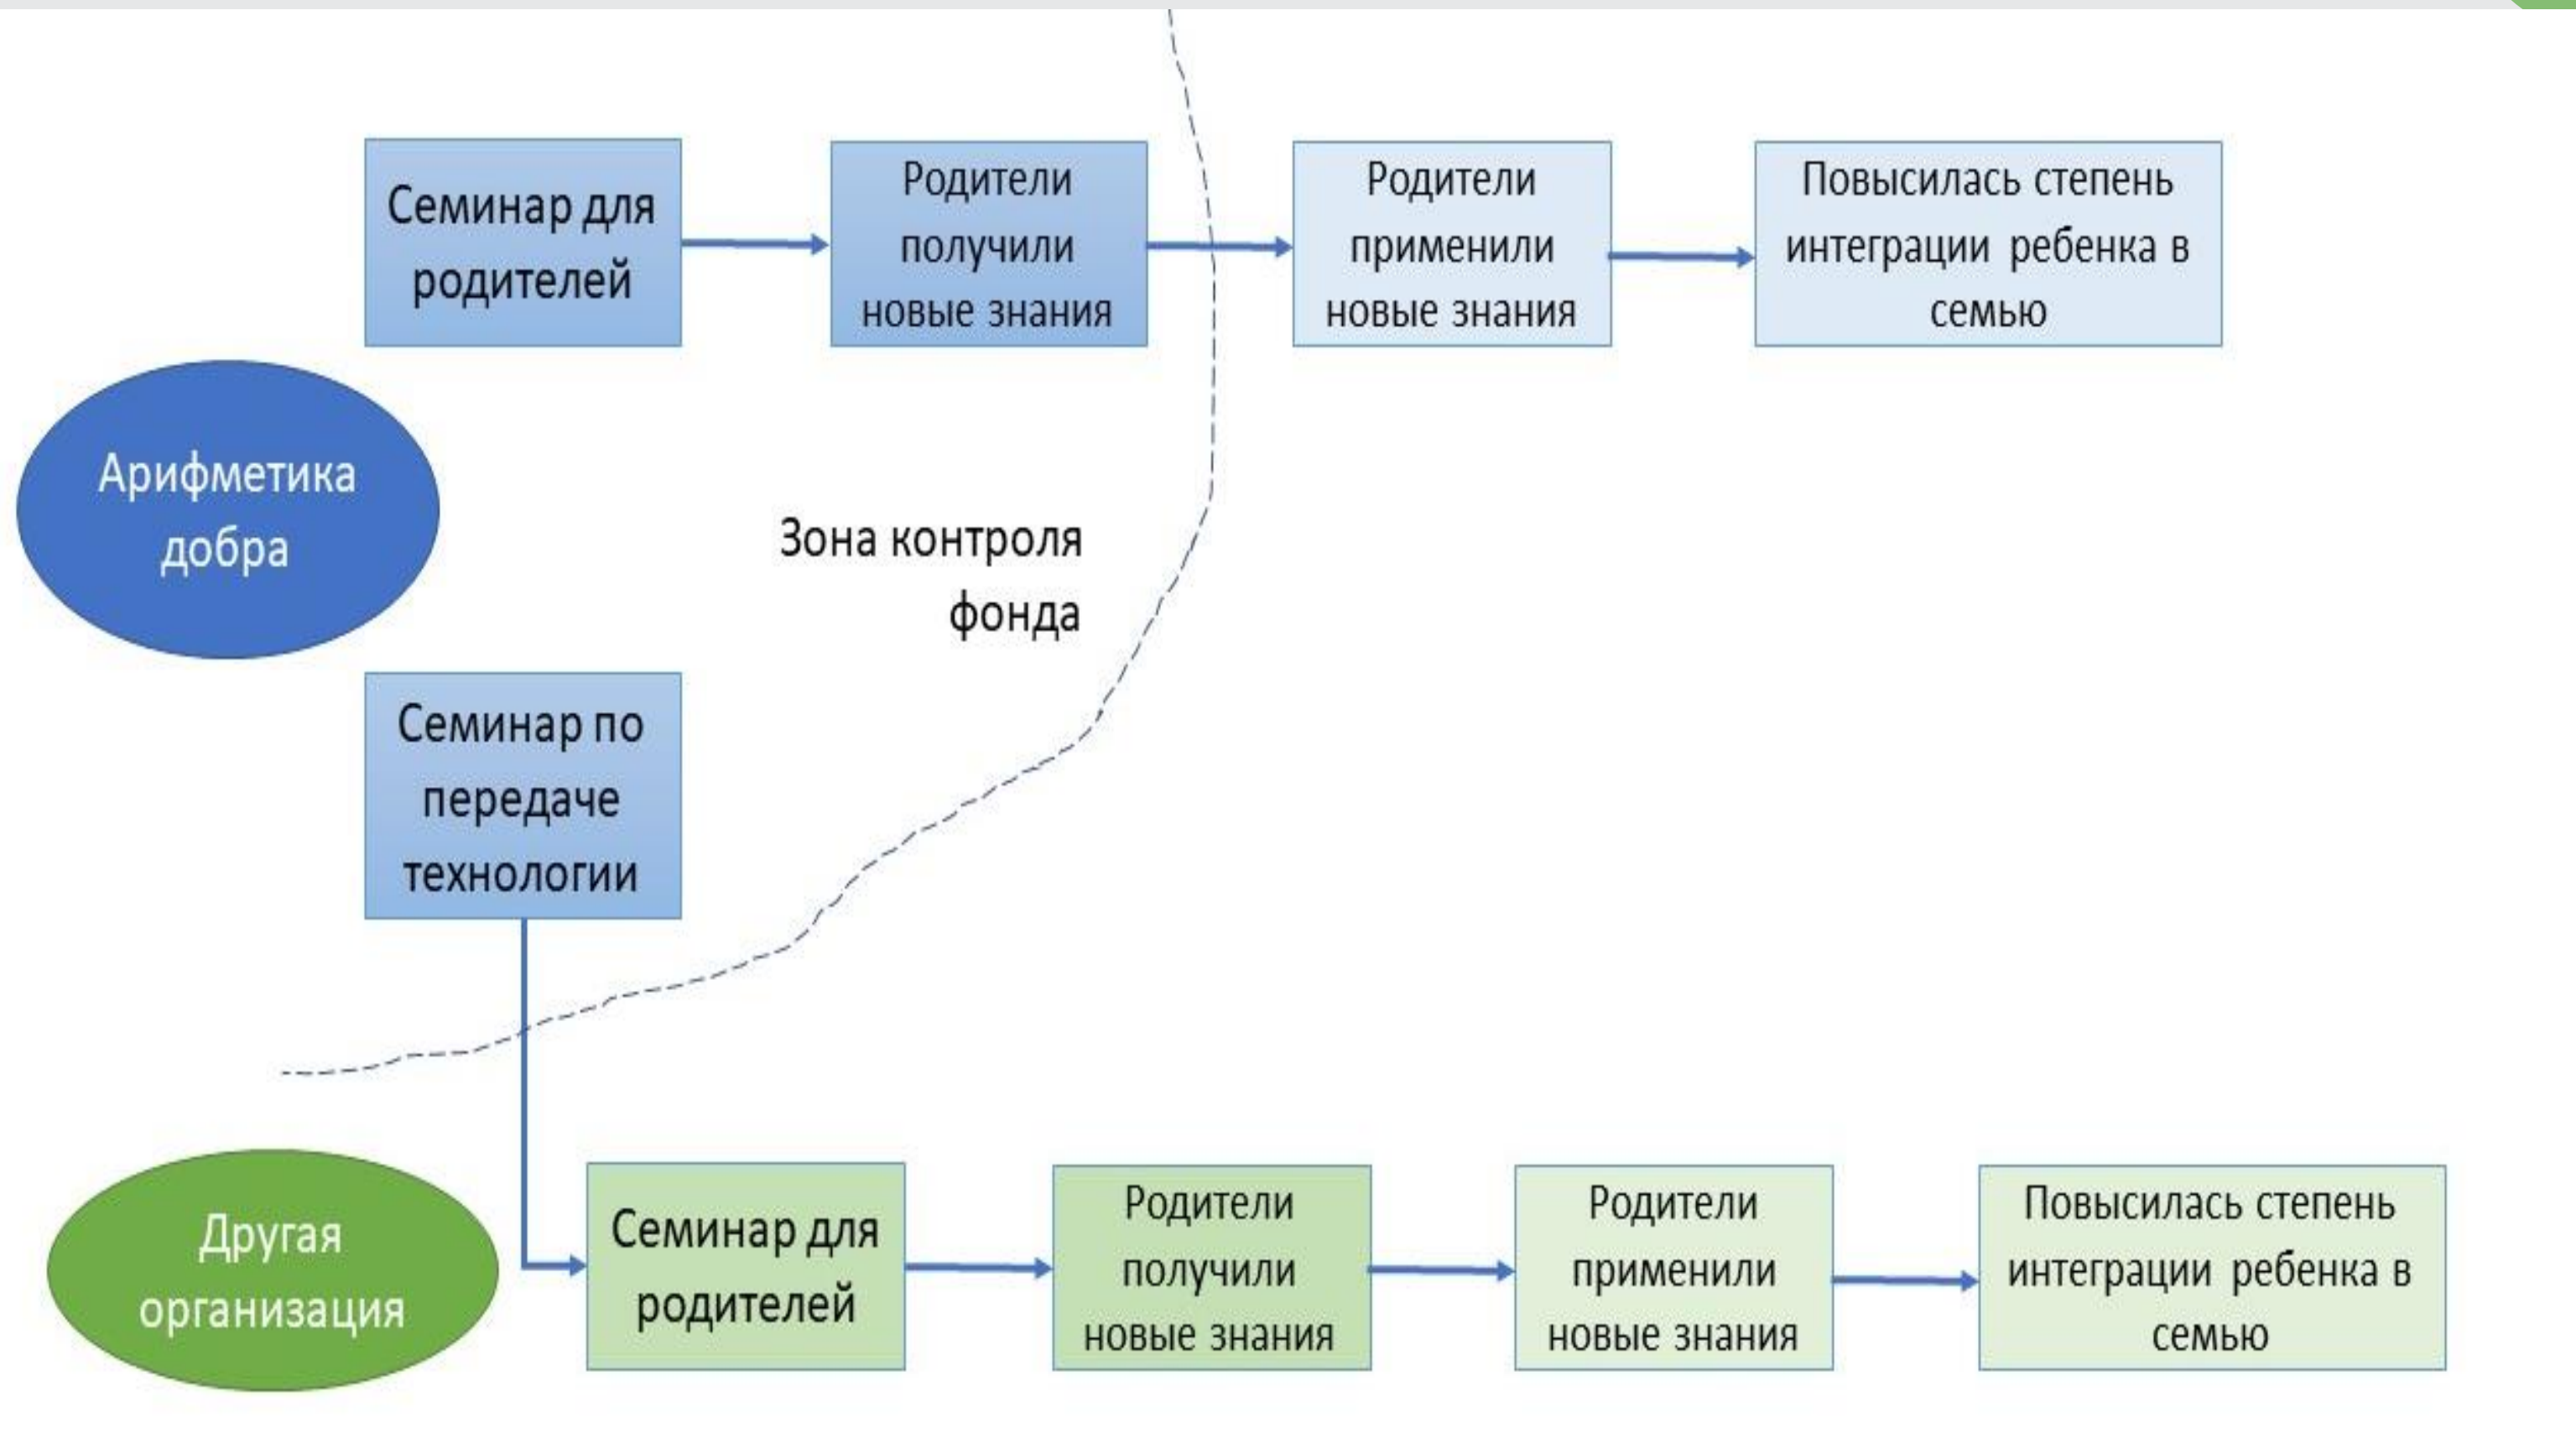 Семинар для
родителей
Родители
получили
новые знания
Родители
применили
новые знания
Повысилась степень
интеграции ребенка в
семью
Арифметика
добра
Зона контроля
фонда
Семинар по
передаче
технологии
Другая
организация
Семинар для
родителей
Родители
получили
новые знания
Родители
применили
новые знания
Повысилась степень
интеграции ребенка в
семью